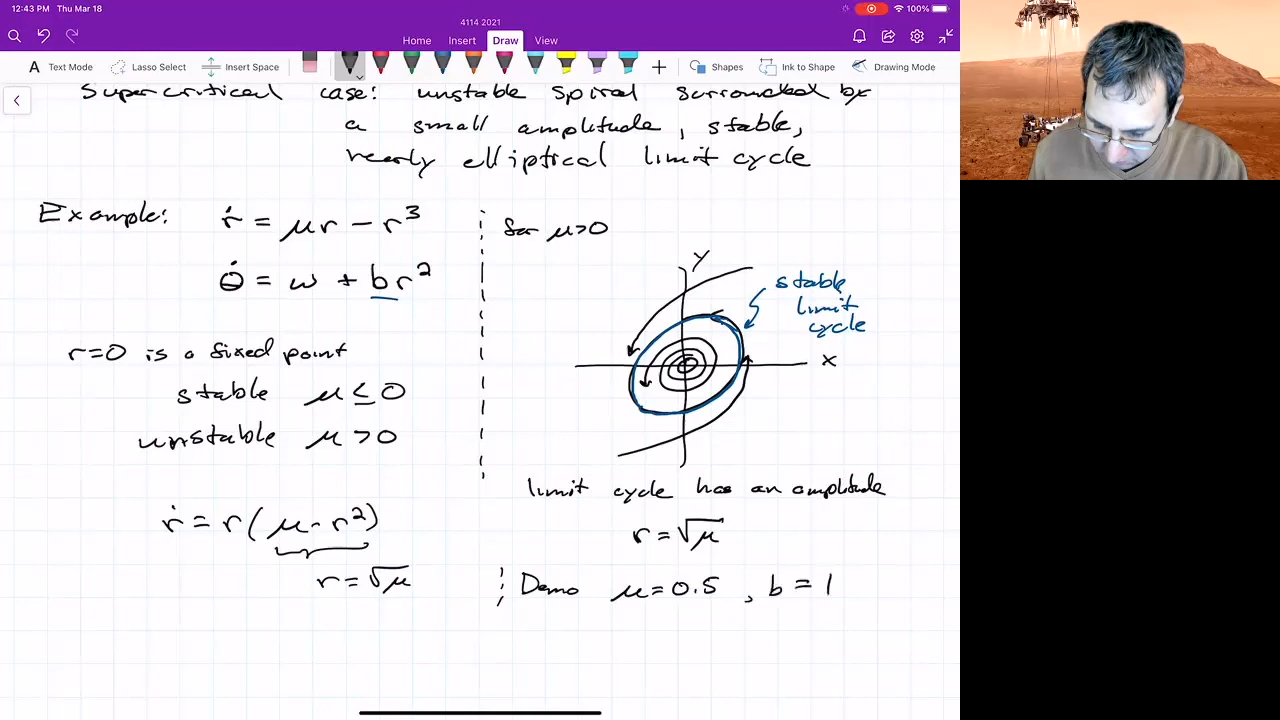 12:43 PM Thu Mar 18
100%
4114 2021
Home Insert Draw View
Text Mode Lasso Select Insert Space Shapes Ink to Shape Drawing Mode
Supercritical case: unstable spiral surrounded by
a small amplitude, stable,
nearly elliptical limit cycle
Example: ṙ = μr - r³
θ̇ = ω + br²
r=0 is a fixed point
stable μ ≤ 0
unstable μ > 0
ṙ = r(μ - r²)
r = √μ
for μ>0
y
stable
limit
cycle
x
limit cycle has an amplitude
r = √μ
Demo μ = 0.5, b = 1